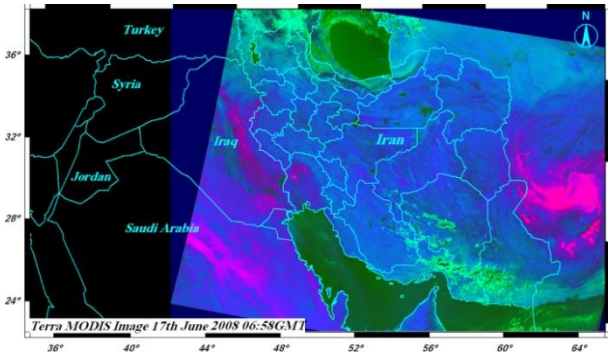 N
Turkey
36°
Syria
32°
Iraq
Iran
Jordan
28°
Saudi Arabia
24°
Terra MODIS Image 17th June 2008 06:58GMT
36° 40° 44° 48° 52° 56° 60° 64°